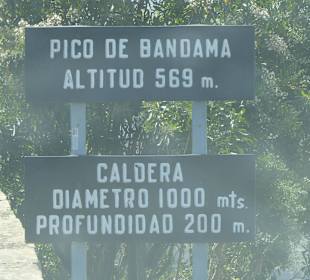 PICO DE BANDAMA
ALTITUD 569 m.
CALDERA
DIAMETRO 1000 mts.
PROFUNDIDAD 200 m.